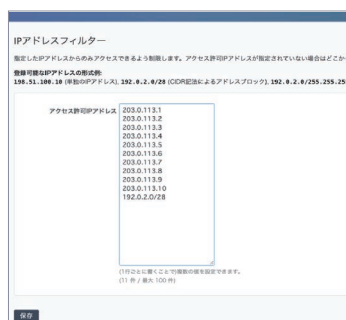 IPアドレスフィルター
指定したIPアドレスからのみアクセスできるよう制限します。アクセス許可IPアドレスが指定されていない場合はどこか
登録可能なIPアドレスの形式例:
198.51.100.10 (単独のIPアドレス), 192.0.2.0/28 (CIDR記法によるアドレスブロック), 192.0.2.0/255.255.25
アクセス許可IPアドレス
203.0.113.1
203.0.113.2
203.0.113.3
203.0.113.4
203.0.113.5
203.0.113.6
203.0.113.7
203.0.113.8
203.0.113.9
203.0.113.10
192.0.2.0/28
(1行ごとに書くことで)複数の値を設定できます。
(11 件 / 最大 100 件)
保存